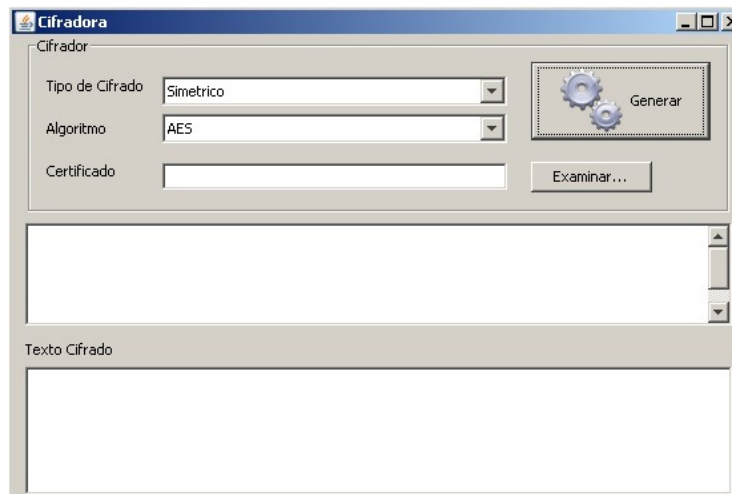 Cifradora
Cifrador
Tipo de Cifrado Simetrico
Generar
Algoritmo AES
Certificado Examinar...
Texto Cifrado